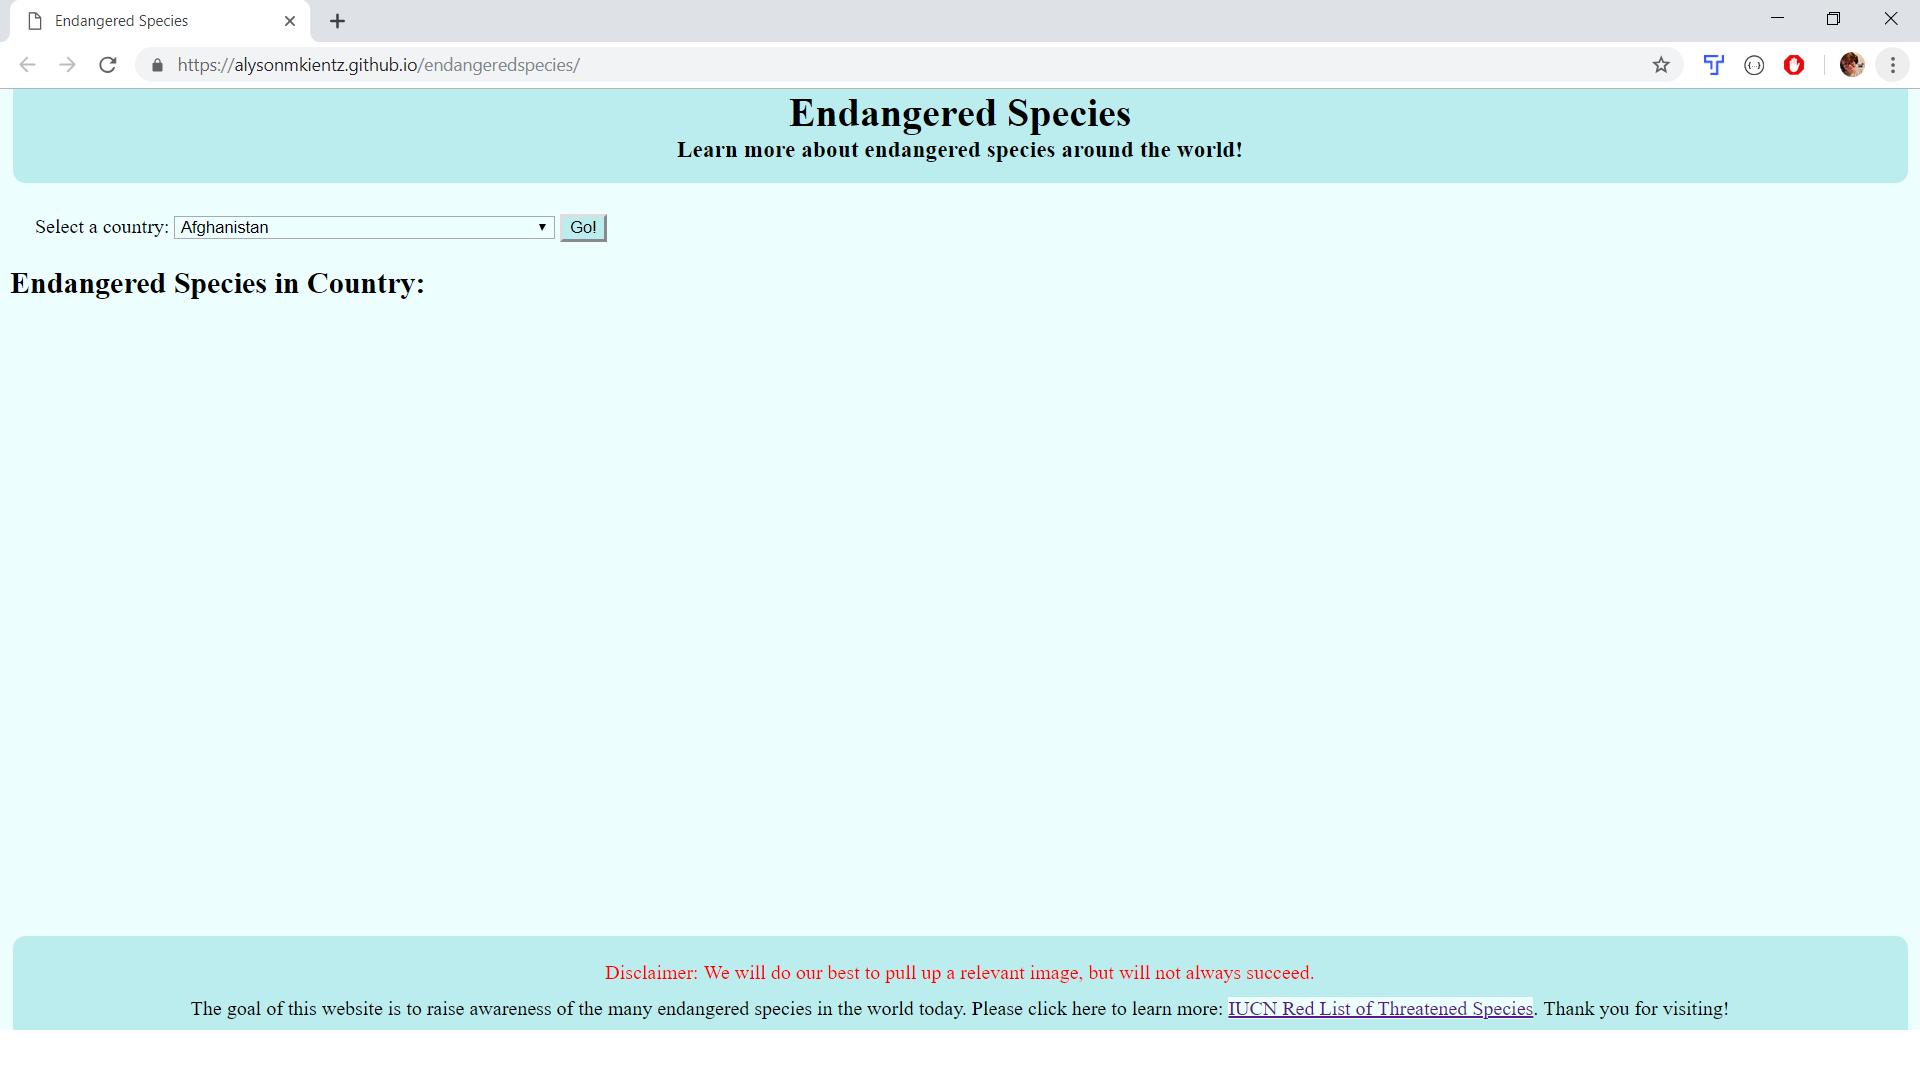 Endangered Species
https://alysonmkientz.github.io/endangeredspecies/
Endangered Species
Learn more about endangered species around the world!
Select a country: Afghanistan Go!
Endangered Species in Country:
Disclaimer: We will do our best to pull up a relevant image, but will not always succeed.
The goal of this website is to raise awareness of the many endangered species in the world today. Please click here to learn more: IUCN Red List of Threatened Species. Thank you for visiting!